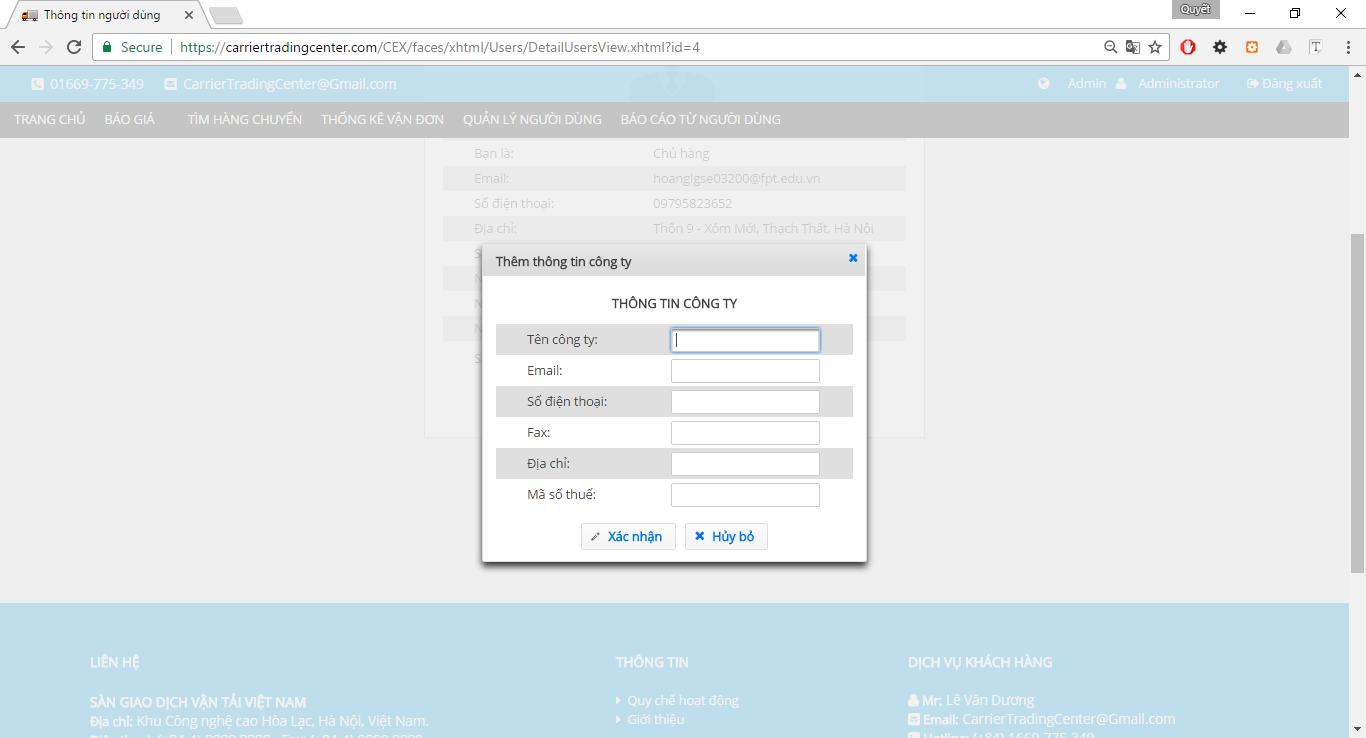 Thông tin người dùng
Quyết
Secure https://carriertradingcenter.com/CEX/faces/xhtml/Users/DetailUsersView.xhtml?id=4
01669-775-349 CarrierTradingCenter@Gmail.com Admin Administrator Đăng xuất
TRANG CHỦ BÁO GIÁ TÌM HÀNG CHUYẾN THỐNG KÊ VẬN ĐƠN QUẢN LÝ NGƯỜI DÙNG BÁO CÁO TỪ NGƯỜI DÙNG
Bạn là: Chủ hàng
Email: hoanglgse03200@fpt.edu.vn
Số điện thoại: 09795823652
Địa chỉ: Thôn 9 - Xóm Mới, Thạch Thất, Hà Nội
Thêm thông tin công ty
THÔNG TIN CÔNG TY
Tên công ty:
Email:
Số điện thoại:
Fax:
Địa chỉ:
Mã số thuế:
Xác nhận Hủy bỏ
LIÊN HỆ THÔNG TIN DỊCH VỤ KHÁCH HÀNG
SÀN GIAO DỊCH VẬN TẢI VIỆT NAM Quy chế hoạt động Mr: Lê Văn Dương
Địa chỉ: Khu Công nghệ cao Hòa Lạc, Hà Nội, Việt Nam. Giới thiệu Email: CarrierTradingCenter@Gmail.com
Hotline: (+84) 1669-775-349